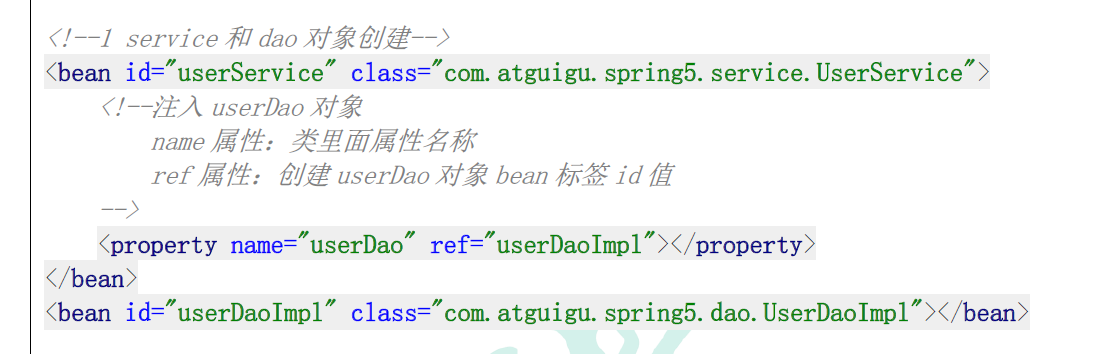 <!--1 service 和 dao 对象创建-->
<bean id="userService" class="com.atguigu.spring5.service.UserService">
<!--注入 userDao 对象
name 属性：类里面属性名称
ref 属性：创建 userDao 对象 bean 标签 id 值
-->
<property name="userDao" ref="userDaoImpl"></property>
</bean>
<bean id="userDaoImpl" class="com.atguigu.spring5.dao.UserDaoImpl"></bean>